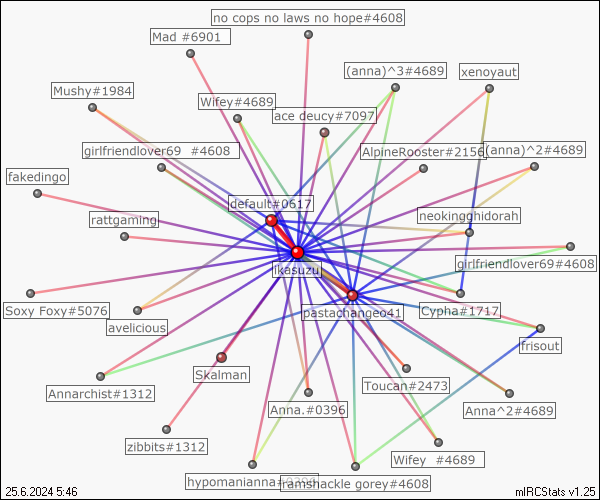 no cops no laws no hope#4608
Mad #6901
(anna)^3#4689
xenoyaut
Mushy#1984
Wifey#4689
ace deucy#7097
girlfriendlover69 #4608
AlpineRooster#2156
(anna)^2#4689
fakedingo
default#0617
rattgaming
neokingghidorah
ikasuzu
girlfriendlover69#4608
Soxy Foxy#5076
pastachangeo41
Cypha#1717
avelicious
frisout
Skalman
Toucan#2473
Annarchist#1312
Anna.#0396
Anna^2#4689
zibbits#1312
Wifey #4689
hypomanianna
ramshackle gorey#4608
25.6.2024 5:46
mIRCStats v1.25